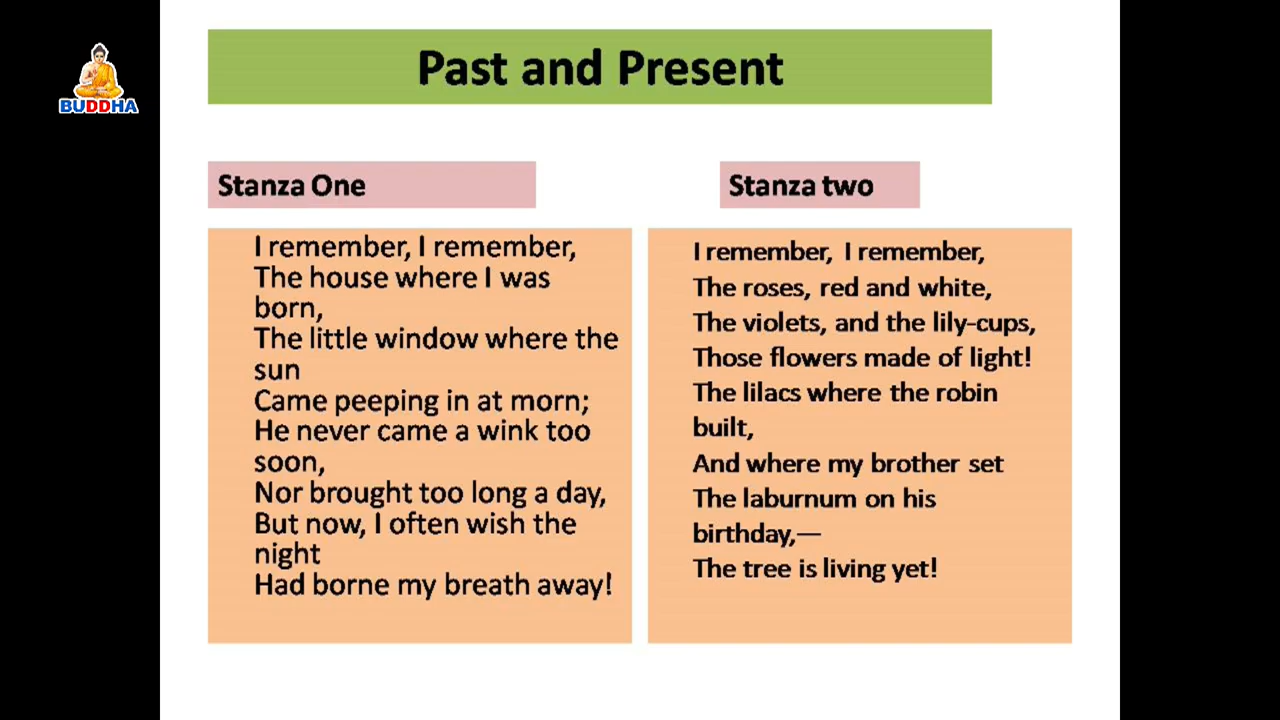 BUDDHA
Past and Present
Stanza One
I remember, I remember,
The house where I was
born,
The little window where the
sun
Came peeping in at morn;
He never came a wink too
soon,
Nor brought too long a day,
But now, I often wish the
night
Had borne my breath away!
Stanza two
I remember, I remember,
The roses, red and white,
The violets, and the lily-cups,
Those flowers made of light!
The lilacs where the robin
built,
And where my brother set
The laburnum on his
birthday,—
The tree is living yet!